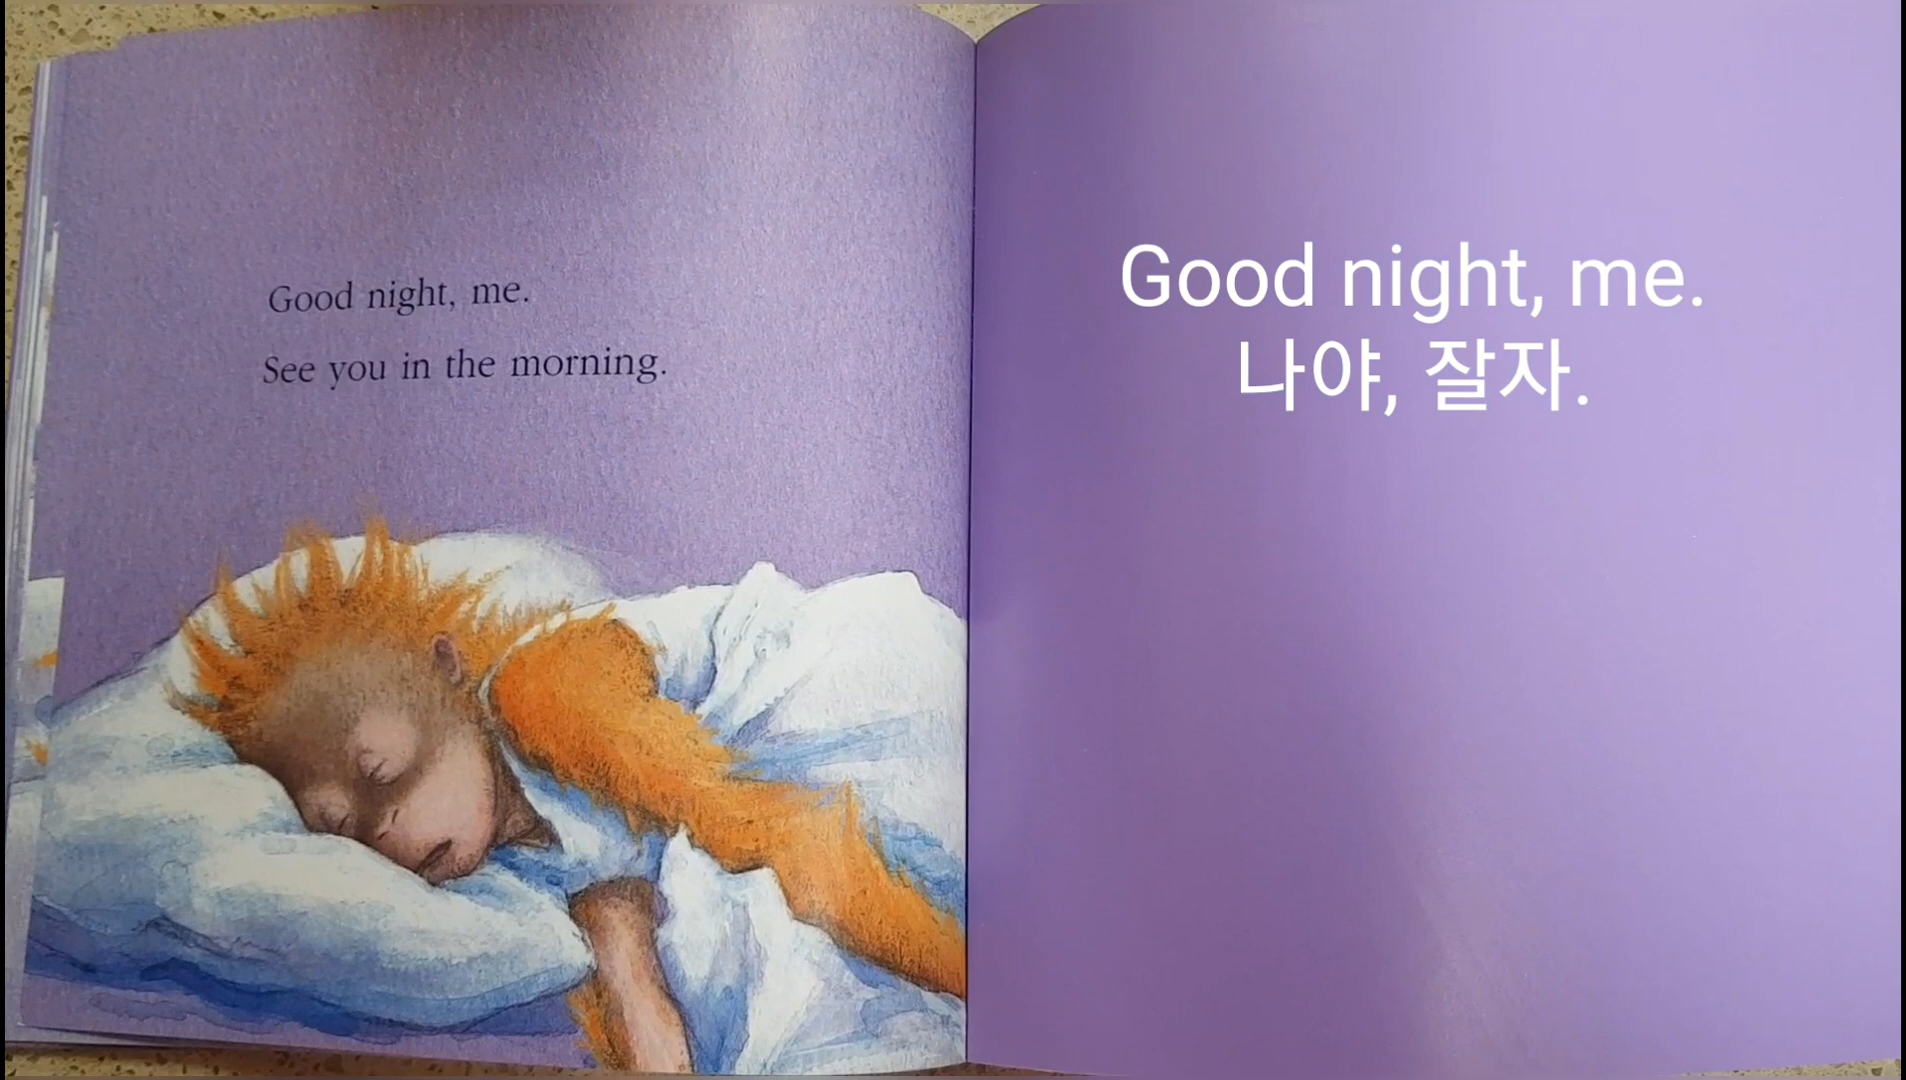 Good night, me.
See you in the morning.
Good night, me.
나야, 잘자.